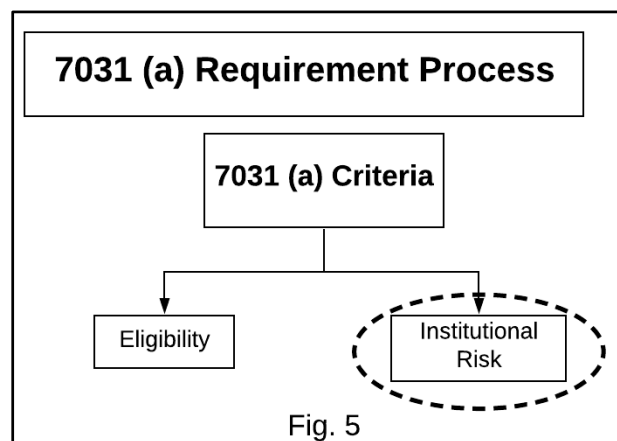 7031 (a) Requirement Process
7031 (a) Criteria
Eligibility
Institutional
Risk
Fig. 5